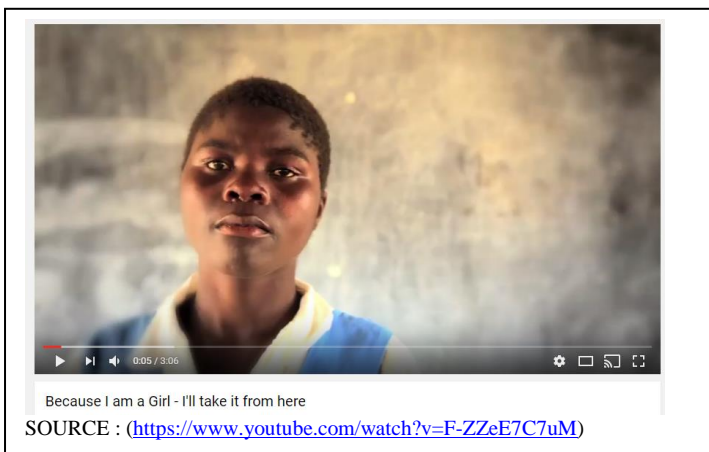 0:05 / 3:06
Because I am a Girl - I'll take it from here
SOURCE : (https://www.youtube.com/watch?v=F-ZZeE7C7uM)